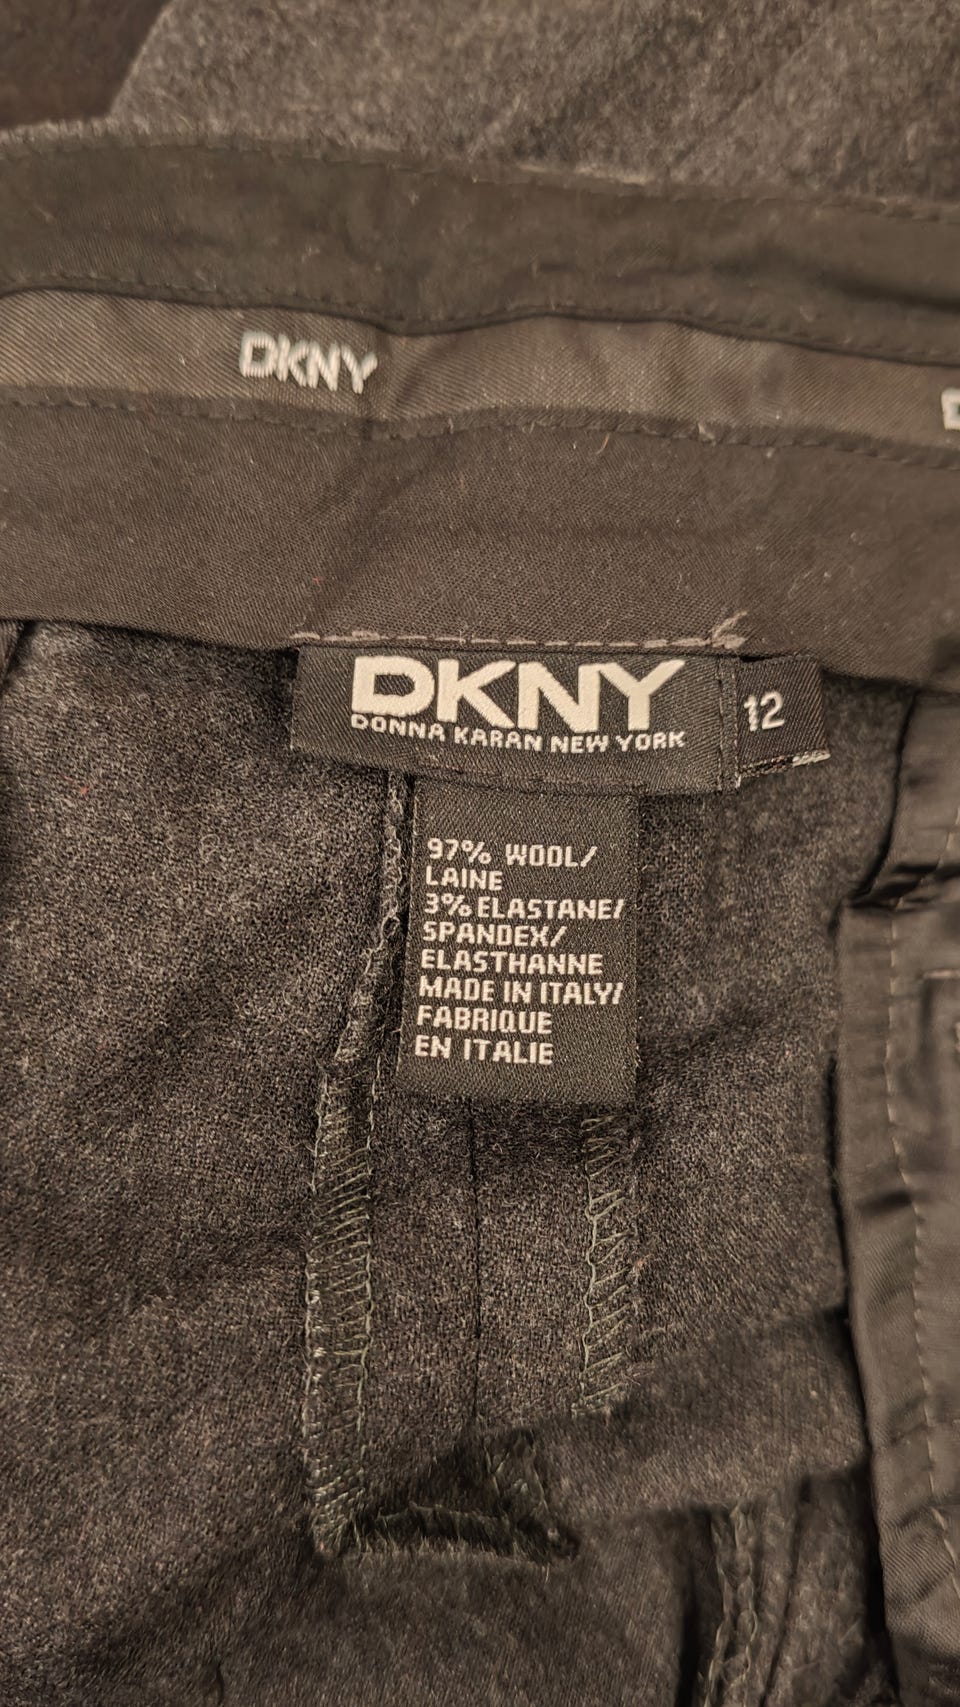 DKNY
DKNY
DONNA KARAN NEW YORK
12
97% WOOL/
LAINE
3% ELASTANE/
SPANDEX/
ELASTHANNE
MADE IN ITALY/
FABRIQUE
EN ITALIE